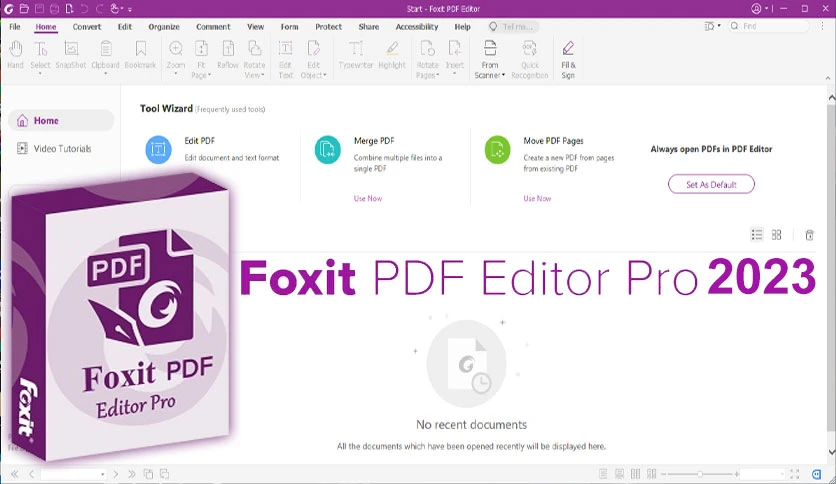 Start - Foxit PDF Editor
File Home Convert Edit Organize Comment View Form Protect Share Accessibility Help Tell me... Find
Hand Select SnapShot Clipboard Bookmark Zoom Fit Page Reflow Rotate View Edit Text Edit Object Typewriter Highlight Rotate Pages Insert From Scanner Quick Recognition Fill & Sign
Home
Video Tutorials
Tool Wizard (Frequently used tools)
Edit PDF
Edit document and text format
Merge PDF
Combine multiple files into a
single PDF
Use Now
Move PDF Pages
Create a new PDF from pages
from existing PDF
Use Now
Always open PDFs in PDF Editor
Set As Default
PDF
Foxit PDF
Editor Pro
Foxit
Foxit PDF Editor Pro 2023
No recent documents
All the documents which have been opened recently will be displayed here.